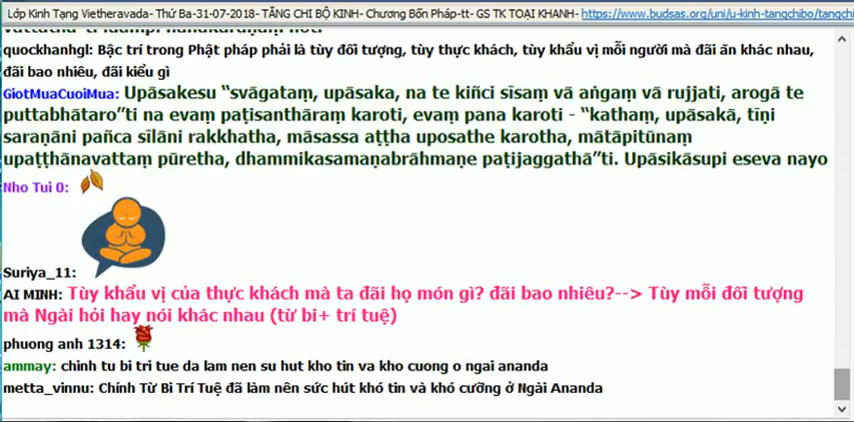 Lớp Kinh Tạng Vietheravada- Thứ Ba-31-07-2018- TĂNG CHI BỘ KINH- Chương Bốn Pháp-tt- GS TK TOẠI KHANH- https://www.budsas.org/uni/u-kinh-tangchibo/tangchi
quockhanhgl: Bậc trí trong Phật pháp phải là tùy đối tượng, tùy thực khách, tùy khẩu vị mỗi người mà đãi ăn khác nhau,
đãi bao nhiêu, đãi kiểu gì
GiotMuaCuoiMua: Upāsakesu “svāgataṃ, upāsaka, na te kiñci sīsaṃ vā aṅgaṃ vā rujjati, arogā te
puttabhātaro”ti na evaṃ paṭisanthāraṃ karoti, evaṃ pana karoti - “kathaṃ, upāsakā, tīṇi
saraṇāni pañca sīlāni rakkhatha, māsassa aṭṭha uposathe karotha, mātāpitūnaṃ
upaṭṭhānavattaṃ pūretha, dhammikasamaṇabrāhmaṇe paṭijaggathā”ti. Upāsikāsupi eseva nayo
Nho Tui 0:
Suriya_11:
AI MINH: Tùy khẩu vị của thực khách mà ta đãi họ món gì? đãi bao nhiêu?--> Tùy mỗi đối tượng
mà Ngài hỏi hay nói khác nhau (từ bi+ trí tuệ)
phuong anh 1314:
ammay: chinh tu bi tri tue da lam nen su hut kho tin va kho cuong o ngai ananda
metta_vinnu: Chính Từ Bi Trí Tuệ đã làm nên sức hút khó tin và khó cưỡng ở Ngài Ananda